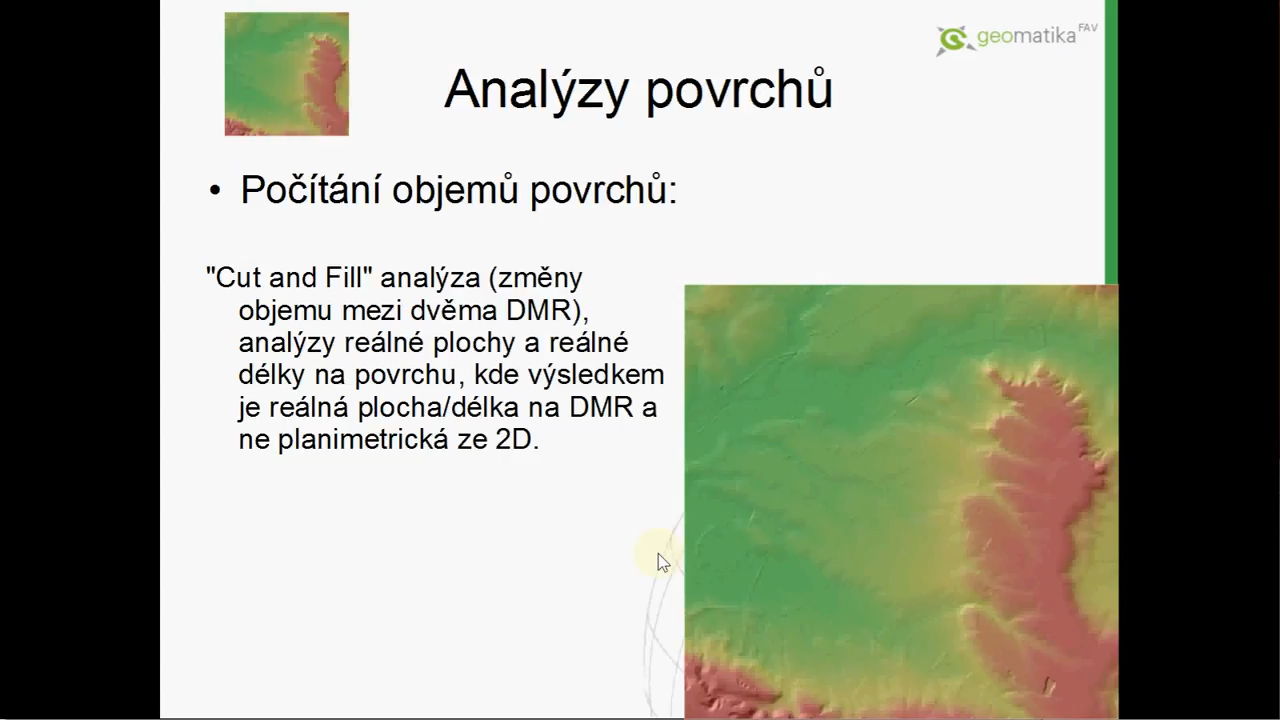 geomatika FAV
Analýzy povrchů
• Počítání objemů povrchů:
"Cut and Fill" analýza (změny
objemu mezi dvěma DMR),
analýzy reálné plochy a reálné
délky na povrchu, kde výsledkem
je reálná plocha/délka na DMR a
ne planimetrická ze 2D.